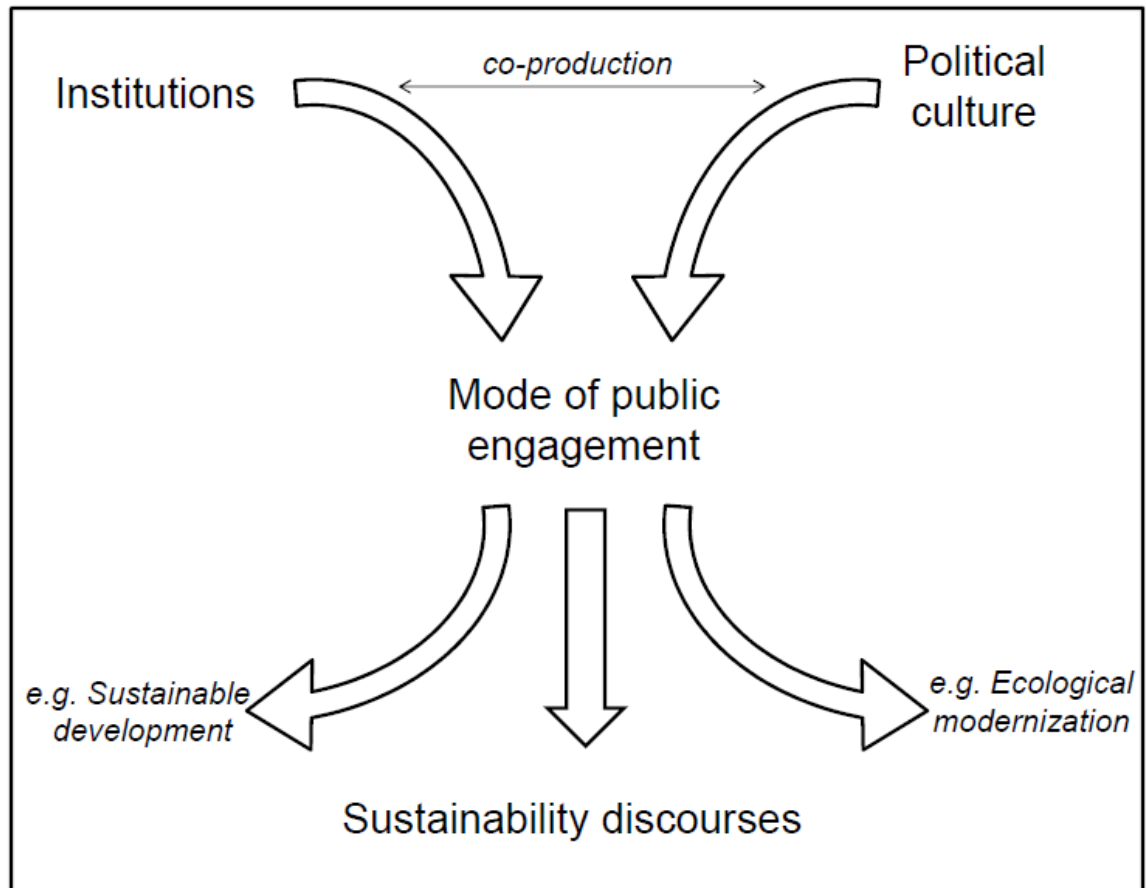 Institutions
co-production
Political
culture
Mode of public
engagement
e.g. Sustainable
development
e.g. Ecological
modernization
Sustainability discourses